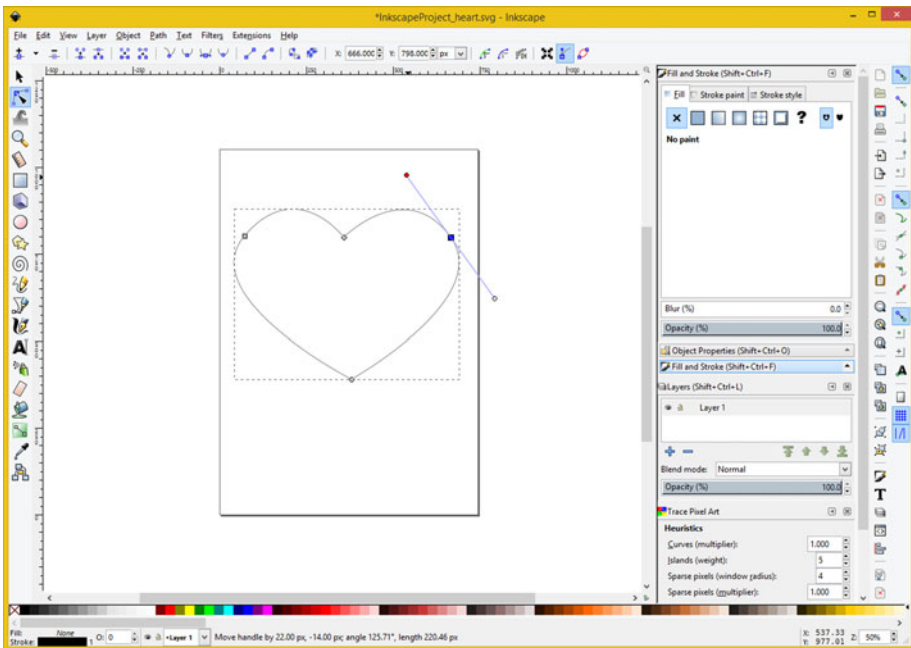 *InkscapeProject_heart.svg - Inkscape
File Edit View Layer Object Path Text Filters Extensions Help
X: 666.000 Y: 798.000 px
Fill and Stroke (Shift+Ctrl+F)
Fill Stroke paint Stroke style
?
No paint
Blur (%) 0.0
Opacity (%) 100.0
Object Properties (Shift+Ctrl+O)
Fill and Stroke (Shift+Ctrl+F)
Layers (Shift+Ctrl+L)
Layer 1
Blend mode: Normal
Opacity (%) 100.0
Trace Pixel Art
Heuristics
Curves (multiplier): 1.000
Islands (weight): 5
Sparse pixels (window radius): 4
Sparse pixels (multiplier): 1.000
Fill: None
Stroke: 1 O: 0 •Layer 1 Move handle by 22.00 px, -14.00 px; angle 125.71°, length 220.46 px X: 537.33 Y: 977.01 Z: 50%